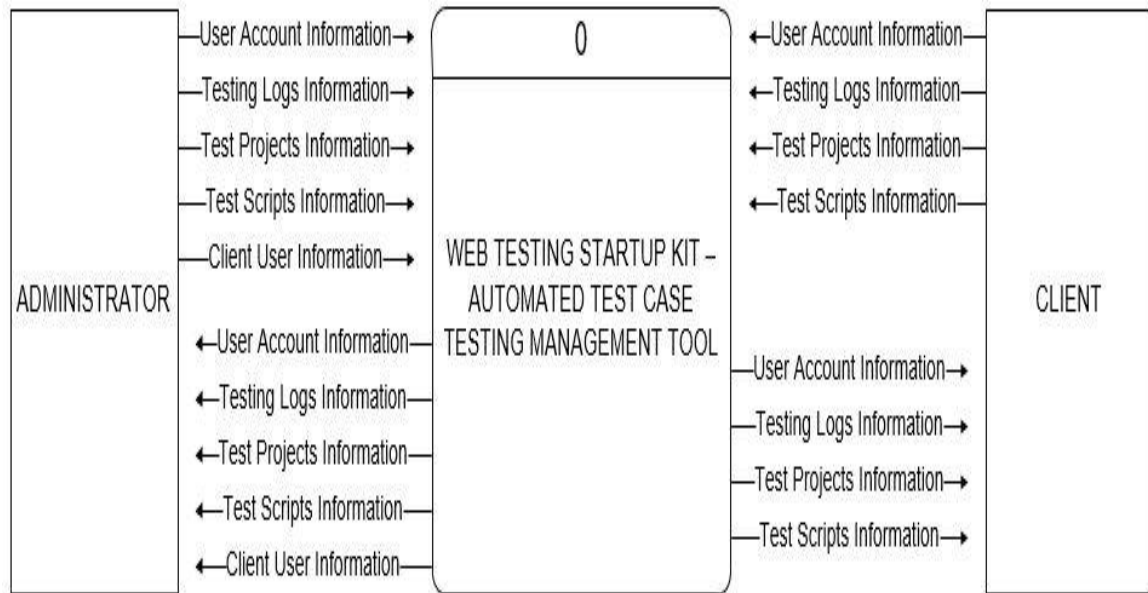 ADMINISTRATOR
User Account Information
Testing Logs Information
Test Projects Information
Test Scripts Information
Client User Information
User Account Information
Testing Logs Information
Test Projects Information
Test Scripts Information
Client User Information
0
WEB TESTING STARTUP KIT –
AUTOMATED TEST CASE
TESTING MANAGEMENT TOOL
User Account Information
Testing Logs Information
Test Projects Information
Test Scripts Information
User Account Information
Testing Logs Information
Test Projects Information
Test Scripts Information
CLIENT